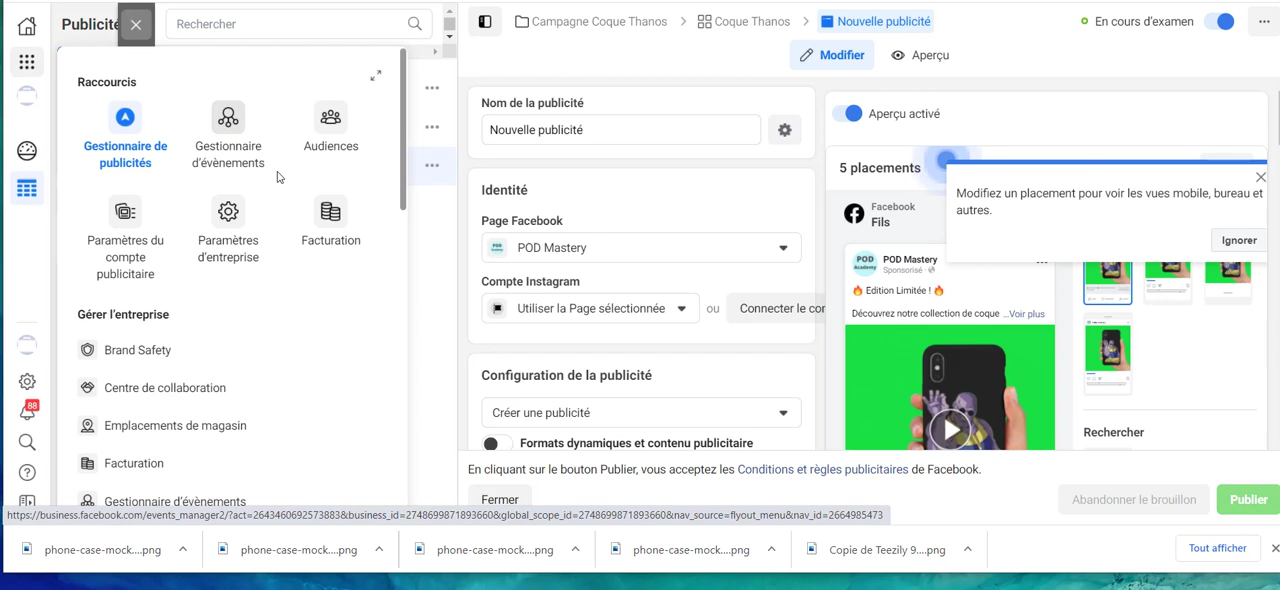 Publicité
Rechercher
Campagne Coque Thanos
Coque Thanos
Nouvelle publicité
En cours d'examen
Modifier
Aperçu
Raccourcis
Gestionnaire de publicités
Gestionnaire d'évènements
Audiences
Paramètres du compte publicitaire
Paramètres d'entreprise
Facturation
Gérer l'entreprise
Brand Safety
Centre de collaboration
Emplacements de magasin
Facturation
Gestionnaire d'évènements
88
Nom de la publicité
Nouvelle publicité
Identité
Page Facebook
POD Mastery
Compte Instagram
Utiliser la Page sélectionnée
ou
Connecter le con
Configuration de la publicité
Créer une publicité
Formats dynamiques et contenu publicitaire
Aperçu activé
5 placements
Modifiez un placement pour voir les vues mobile, bureau et autres.
Ignorer
Facebook
Fils
POD Academy
POD Mastery
Sponsorisé ·
🔥 Edition Limitée ! 🔥
Découvrez notre collection de coque ...Voir plus
Rechercher
En cliquant sur le bouton Publier, vous acceptez les Conditions et règles publicitaires de Facebook.
Fermer
Abandonner le brouillon
Publier
https://business.facebook.com/events_manager2/?act=2643460692573883&business_id=2748699871893660&global_scope_id=2748699871893660&nav_source=flyout_menu&nav_id=2664985473
phone-case-mock....png
phone-case-mock....png
phone-case-mock....png
phone-case-mock....png
Copie de Teezily 9....png
Tout afficher